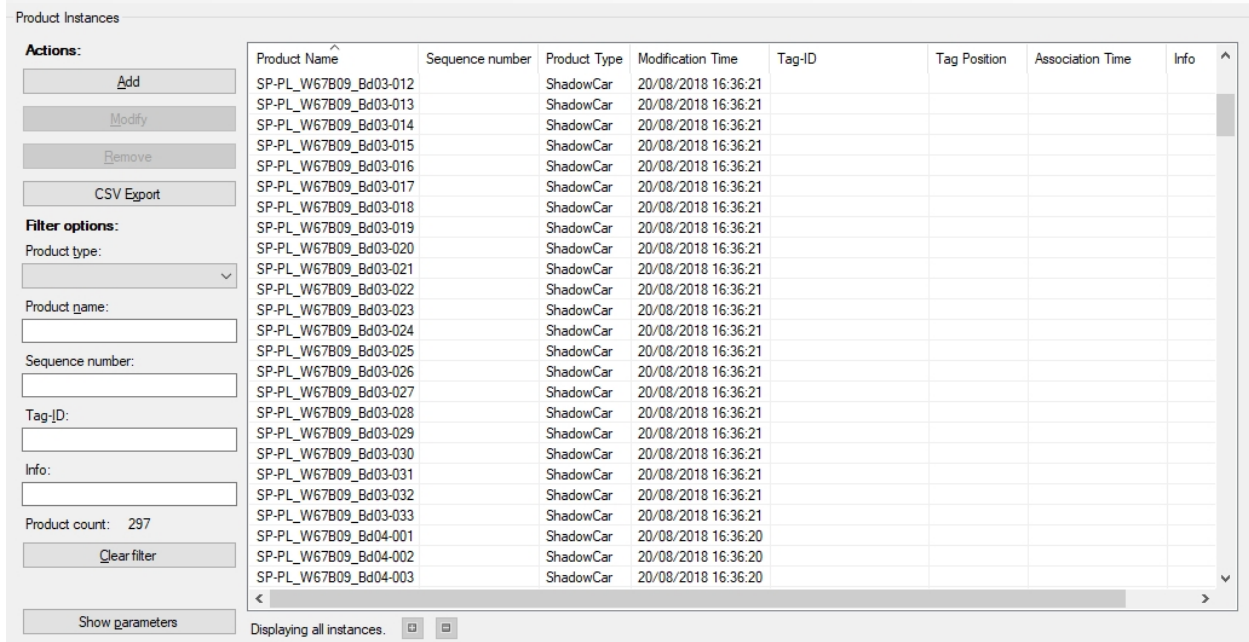 Product Instances
Actions:
Add
Modify
Remove
CSV Export
Filter options:
Product type:
Product name:
Sequence number:
Tag-ID:
Info:
Product count: 297
Clear filter
Show parameters
Product Name Sequence number Product Type Modification Time Tag-ID Tag Position Association Time Info
SP-PL_W67B09_Bd03-012 ShadowCar 20/08/2018 16:36:21
SP-PL_W67B09_Bd03-013 ShadowCar 20/08/2018 16:36:21
SP-PL_W67B09_Bd03-014 ShadowCar 20/08/2018 16:36:21
SP-PL_W67B09_Bd03-015 ShadowCar 20/08/2018 16:36:21
SP-PL_W67B09_Bd03-016 ShadowCar 20/08/2018 16:36:21
SP-PL_W67B09_Bd03-017 ShadowCar 20/08/2018 16:36:21
SP-PL_W67B09_Bd03-018 ShadowCar 20/08/2018 16:36:21
SP-PL_W67B09_Bd03-019 ShadowCar 20/08/2018 16:36:21
SP-PL_W67B09_Bd03-020 ShadowCar 20/08/2018 16:36:21
SP-PL_W67B09_Bd03-021 ShadowCar 20/08/2018 16:36:21
SP-PL_W67B09_Bd03-022 ShadowCar 20/08/2018 16:36:21
SP-PL_W67B09_Bd03-023 ShadowCar 20/08/2018 16:36:21
SP-PL_W67B09_Bd03-024 ShadowCar 20/08/2018 16:36:21
SP-PL_W67B09_Bd03-025 ShadowCar 20/08/2018 16:36:21
SP-PL_W67B09_Bd03-026 ShadowCar 20/08/2018 16:36:21
SP-PL_W67B09_Bd03-027 ShadowCar 20/08/2018 16:36:21
SP-PL_W67B09_Bd03-028 ShadowCar 20/08/2018 16:36:21
SP-PL_W67B09_Bd03-029 ShadowCar 20/08/2018 16:36:21
SP-PL_W67B09_Bd03-030 ShadowCar 20/08/2018 16:36:21
SP-PL_W67B09_Bd03-031 ShadowCar 20/08/2018 16:36:21
SP-PL_W67B09_Bd03-032 ShadowCar 20/08/2018 16:36:21
SP-PL_W67B09_Bd03-033 ShadowCar 20/08/2018 16:36:21
SP-PL_W67B09_Bd04-001 ShadowCar 20/08/2018 16:36:20
SP-PL_W67B09_Bd04-002 ShadowCar 20/08/2018 16:36:20
SP-PL_W67B09_Bd04-003 ShadowCar 20/08/2018 16:36:20
Displaying all instances.